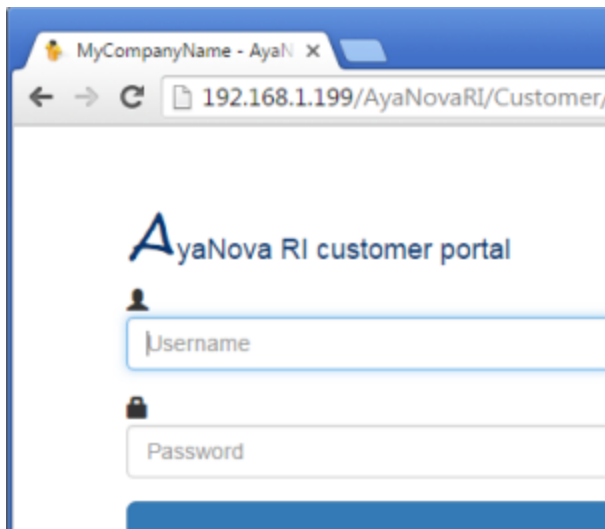 MyCompanyName - AyaN
192.168.1.199/AyaNovaRI/Customer/
AyaNova RI customer portal
Username
Password